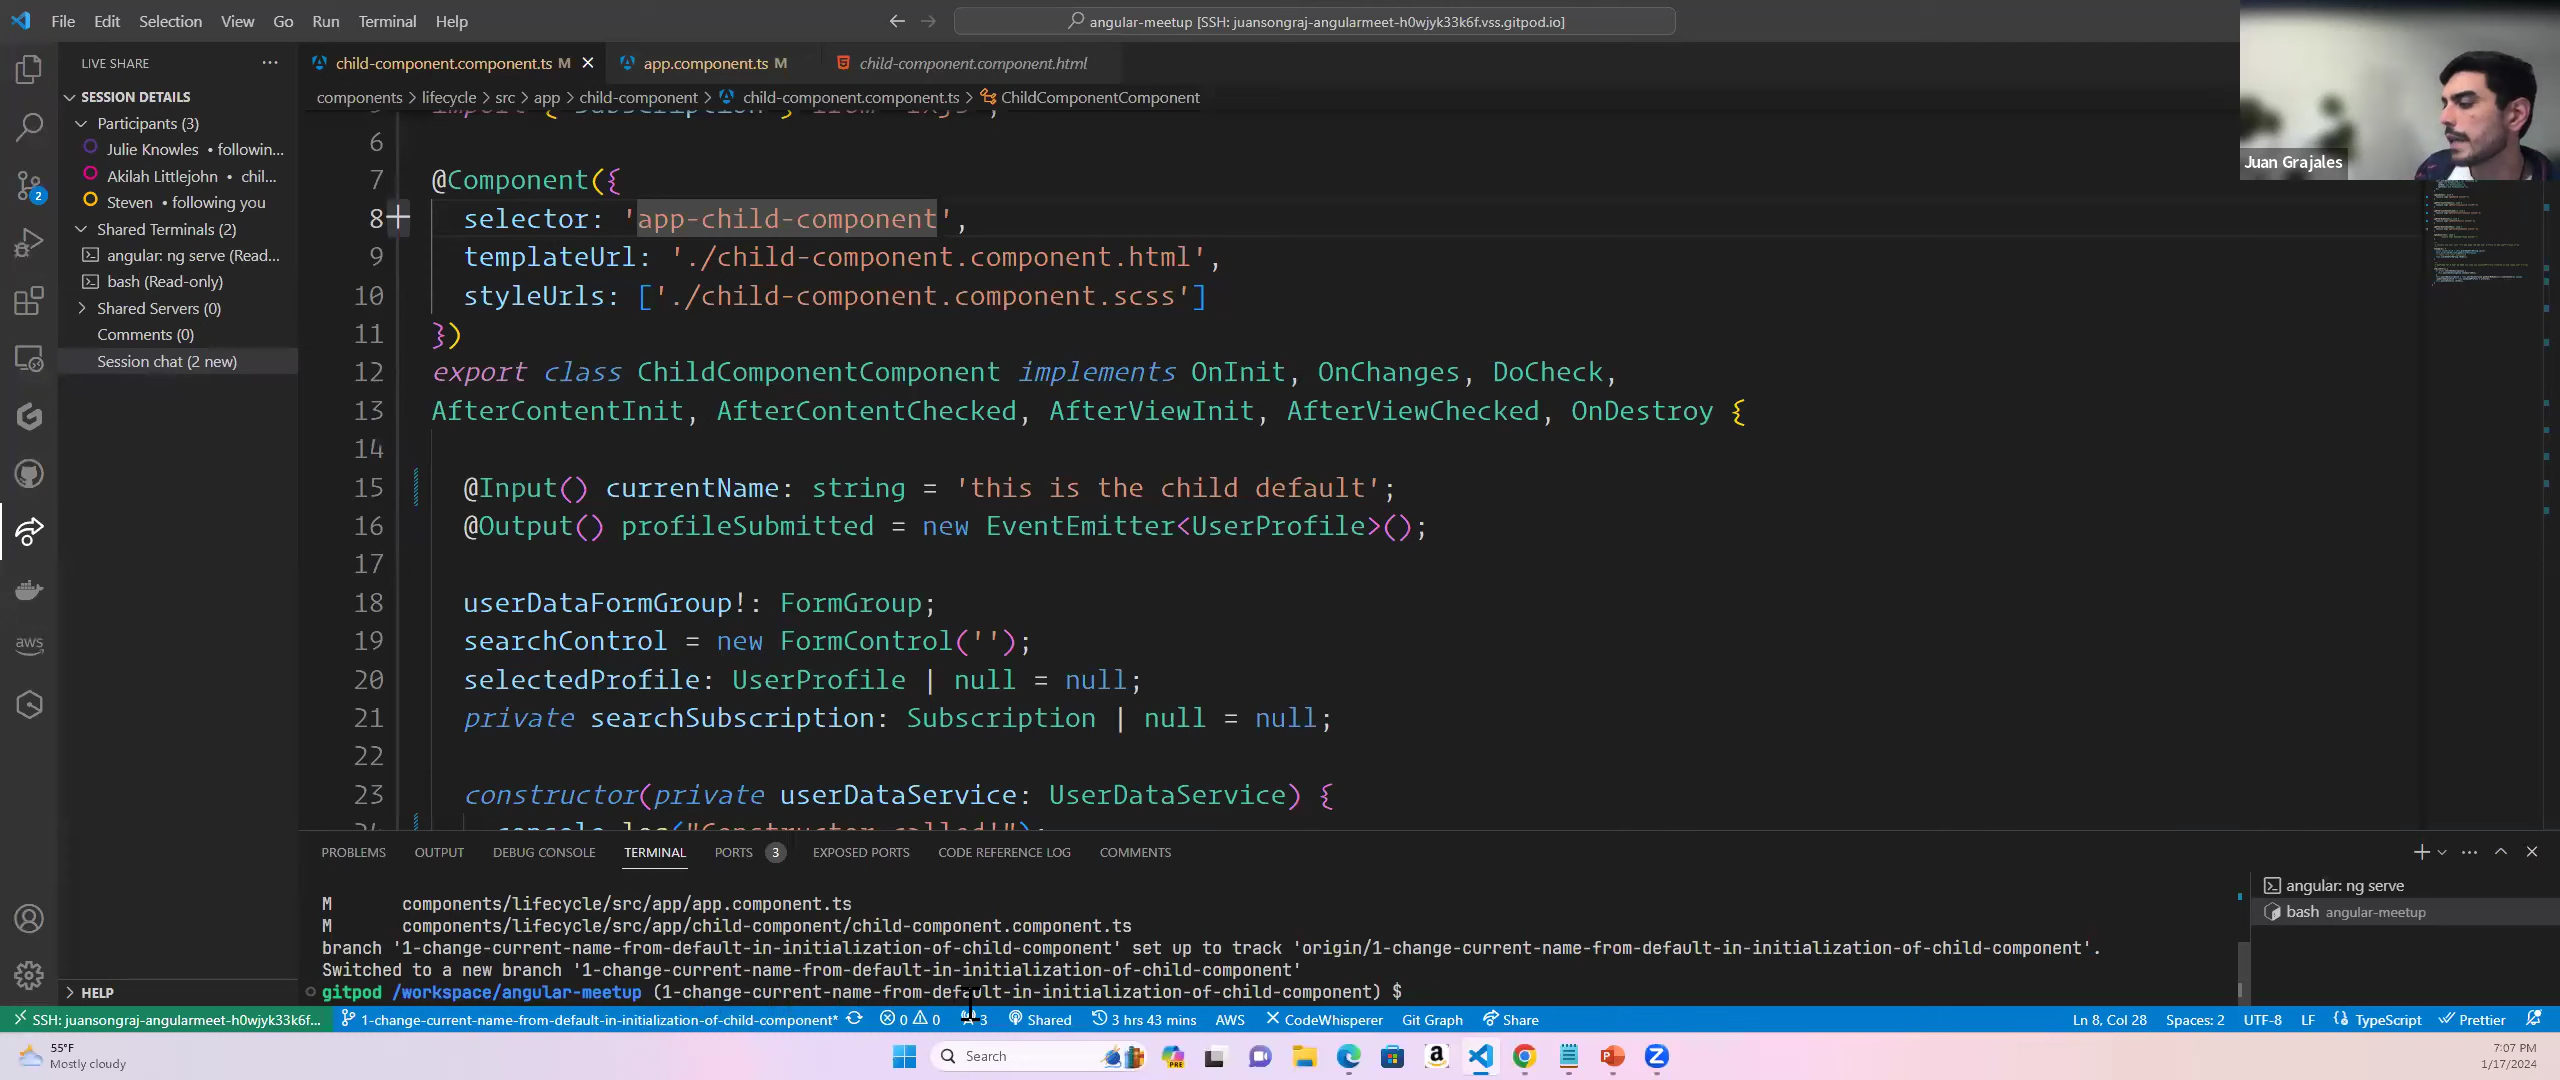 File Edit Selection View Go Run Terminal Help
angular-meetup [SSH: juansongraj-angularmeet-h0wjyk33k6f.vss.gitpod.io]
LIVE SHARE
SESSION DETAILS
Participants (3)
Julie Knowles • followin...
Akilah Littlejohn • chil...
Steven • following you
Shared Terminals (2)
angular: ng serve (Read...
bash (Read-only)
Shared Servers (0)
Comments (0)
Session chat (2 new)
HELP
2
aws
child-component.component.ts M
app.component.ts M
child-component.component.html
components > lifecycle > src > app > child-component > child-component.component.ts > ChildComponentComponent
Juan Grajales
6
7 @Component({
8 selector: 'app-child-component',
9 templateUrl: './child-component.component.html',
10 styleUrls: ['./child-component.component.scss']
11 })
12 export class ChildComponentComponent implements OnInit, OnChanges, DoCheck,
13 AfterContentInit, AfterContentChecked, AfterViewInit, AfterViewChecked, OnDestroy {
14
15 @Input() currentName: string = 'this is the child default';
16 @Output() profileSubmitted = new EventEmitter<UserProfile>();
17
18 userDataFormGroup!: FormGroup;
19 searchControl = new FormControl('');
20 selectedProfile: UserProfile | null = null;
21 private searchSubscription: Subscription | null = null;
22
23 constructor(private userDataService: UserDataService) {
PROBLEMS OUTPUT DEBUG CONSOLE TERMINAL PORTS 3 EXPOSED PORTS CODE REFERENCE LOG COMMENTS
M components/lifecycle/src/app/app.component.ts
M components/lifecycle/src/app/child-component/child-component.component.ts
branch '1-change-current-name-from-default-in-initialization-of-child-component' set up to track 'origin/1-change-current-name-from-default-in-initialization-of-child-component'.
Switched to a new branch '1-change-current-name-from-default-in-initialization-of-child-component'
gitpod /workspace/angular-meetup (1-change-current-name-from-default-in-initialization-of-child-component) $
angular: ng serve
bash angular-meetup
SSH: juansongraj-angularmeet-h0wjyk33k6f... 1-change-current-name-from-default-in-initialization-of-child-component* 0 0 3 Shared 3 hrs 43 mins AWS CodeWhisperer Git Graph Share
Ln 8, Col 28 Spaces: 2 UTF-8 LF TypeScript Prettier
55°F
Mostly cloudy
Search
PRE
7:07 PM
1/17/2024